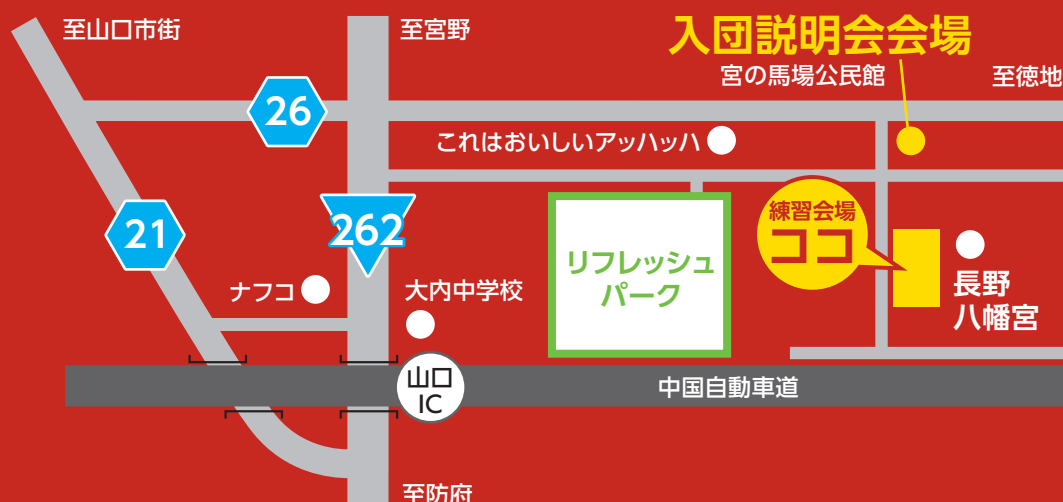 至山口市街
至宮野
入団説明会会場
宮の馬場公民館
至徳地
26
これはおいしいアッハッハ
21
262
練習会場
ココ
リフレッシュ
パーク
ナフコ
大内中学校
長野
八幡宮
山口
IC
中国自動車道
至防府